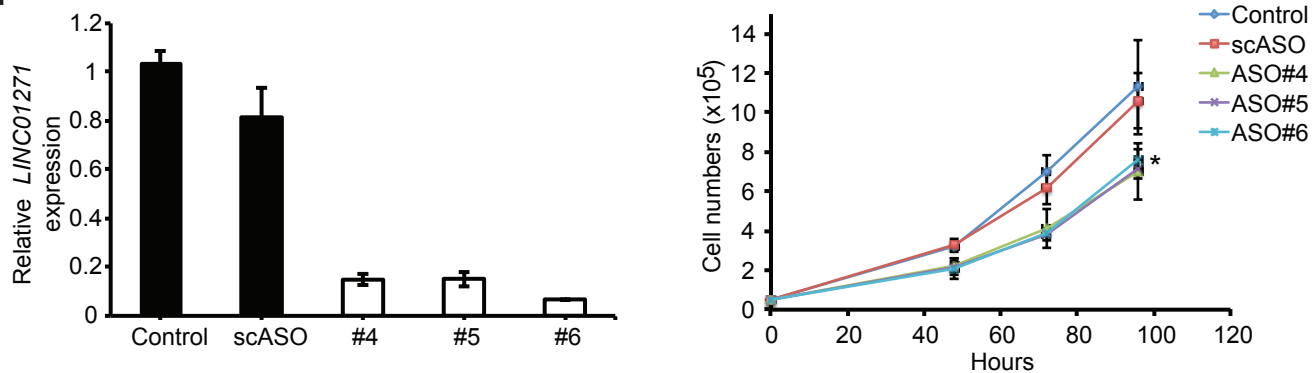 Relative LINC01271
expression
1.2
1
0.8
0.6
0.4
0.2
0
Control scASO #4 #5 #6
Cell numbers (x10⁵)
14
12
10
8
6
4
2
0
0 20 40 60 80 100 120
Hours
*
Control
scASO
ASO#4
ASO#5
ASO#6